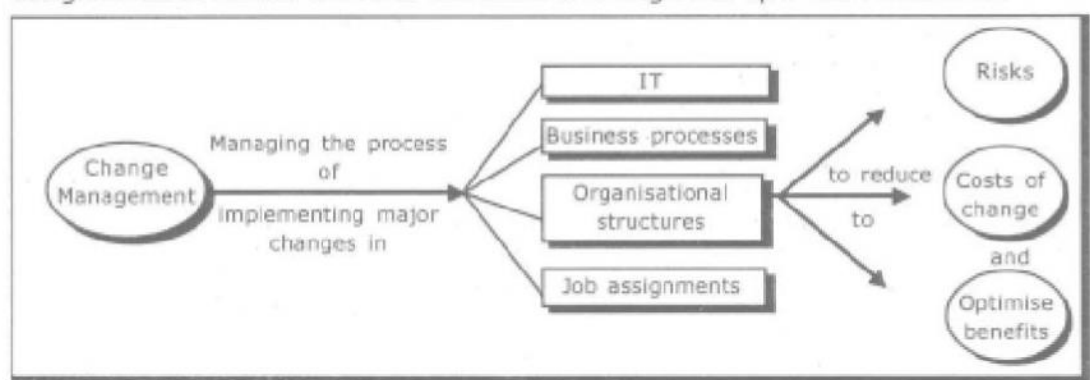 Change
Management
Managing the process
of
implementing major
changes in
IT
Business processes
Organisational
structures
Job assignments
to reduce
to
Risks
Costs of
change
and
Optimise
benefits